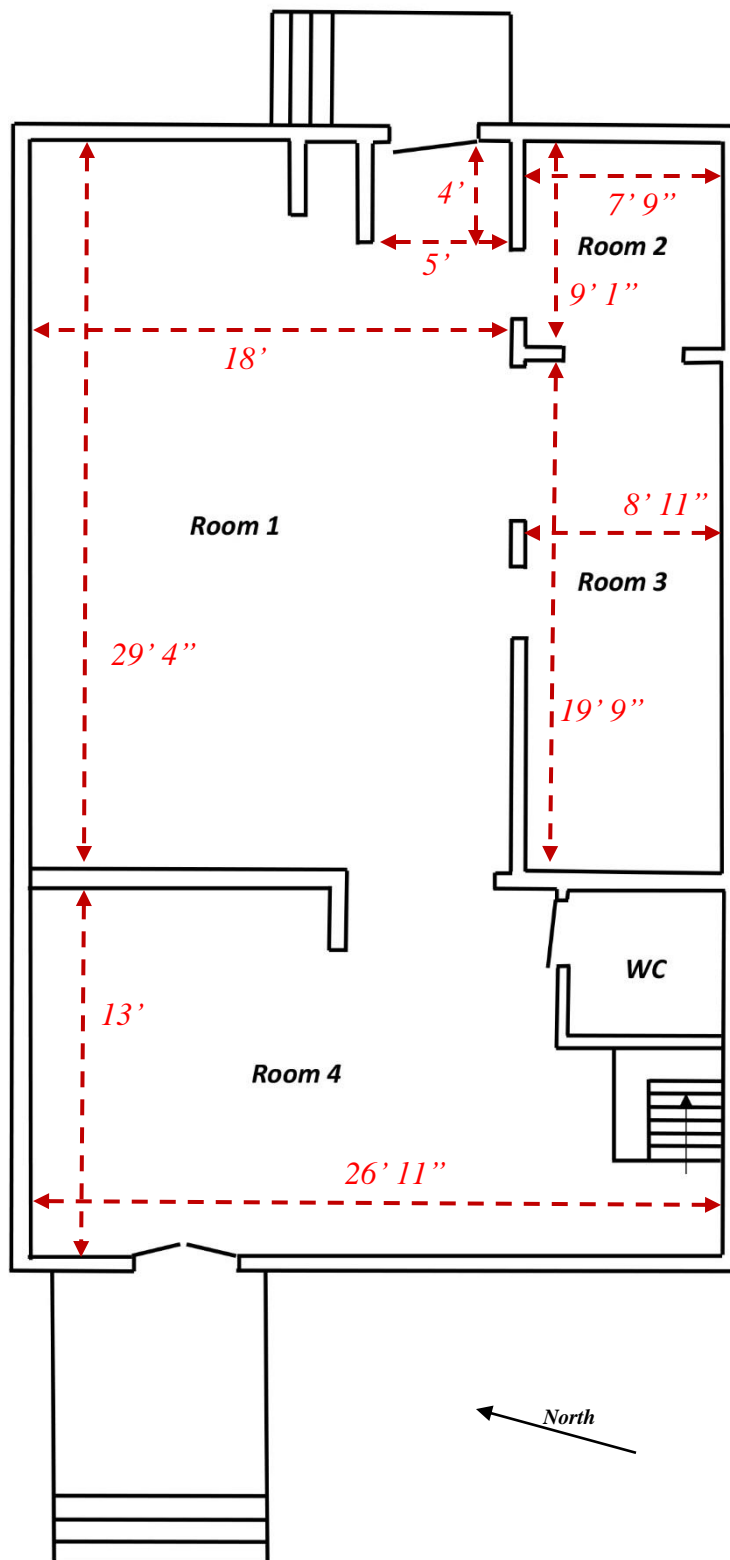 4’
7’ 9”
Room 2
5’
9’ 1”
18’
8’ 11”
Room 1
Room 3
29’ 4”
19’ 9”
WC
13’
Room 4
26’ 11”
North